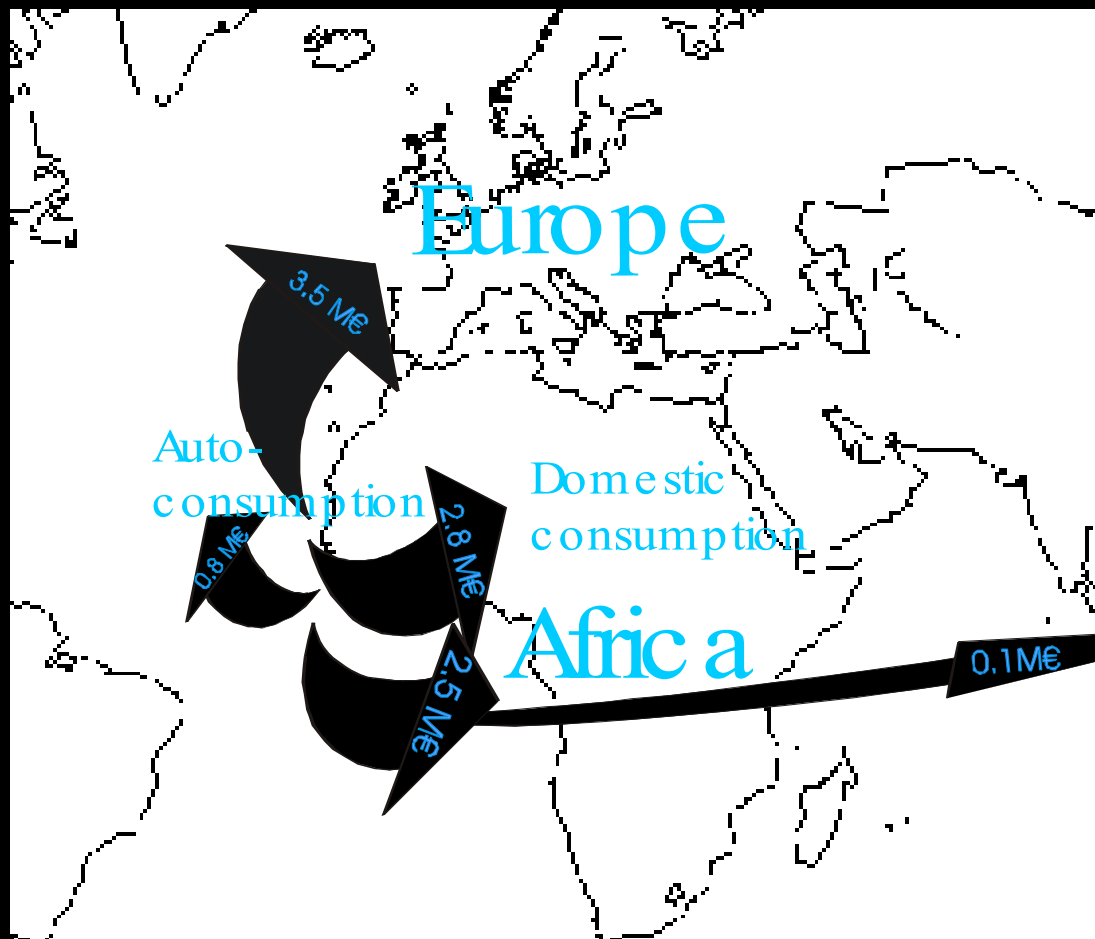 Europe
3.5 M€
Auto-
consumption
Domestic
consumption
2.8 M€
0.8 M€
Africa
2.5 M€
0.1M€